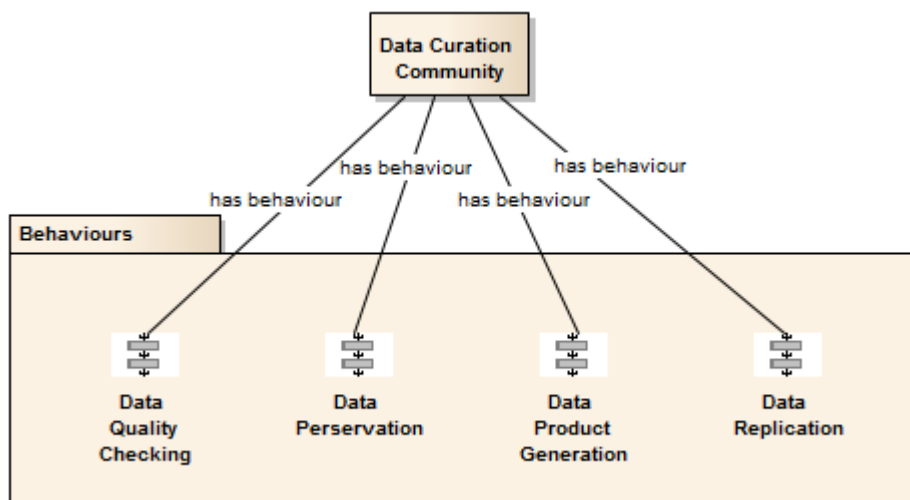 Data Curation
Community
has behaviour
has behaviour
has behaviour
has behaviour
Behaviours
Data
Quality
Checking
Data
Perservation
Data
Product
Generation
Data
Replication